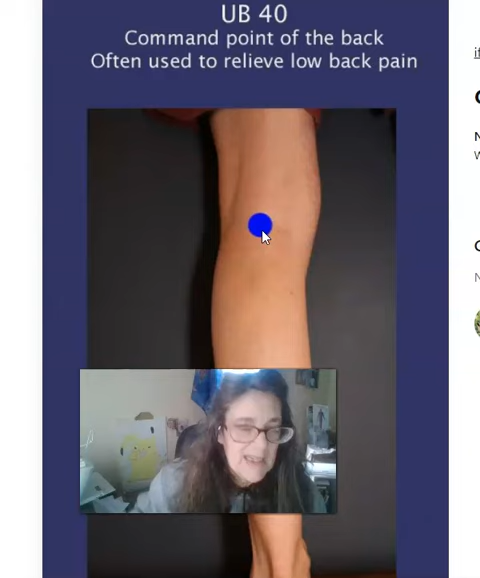 UB 40
Command point of the back
Often used to relieve low back pain